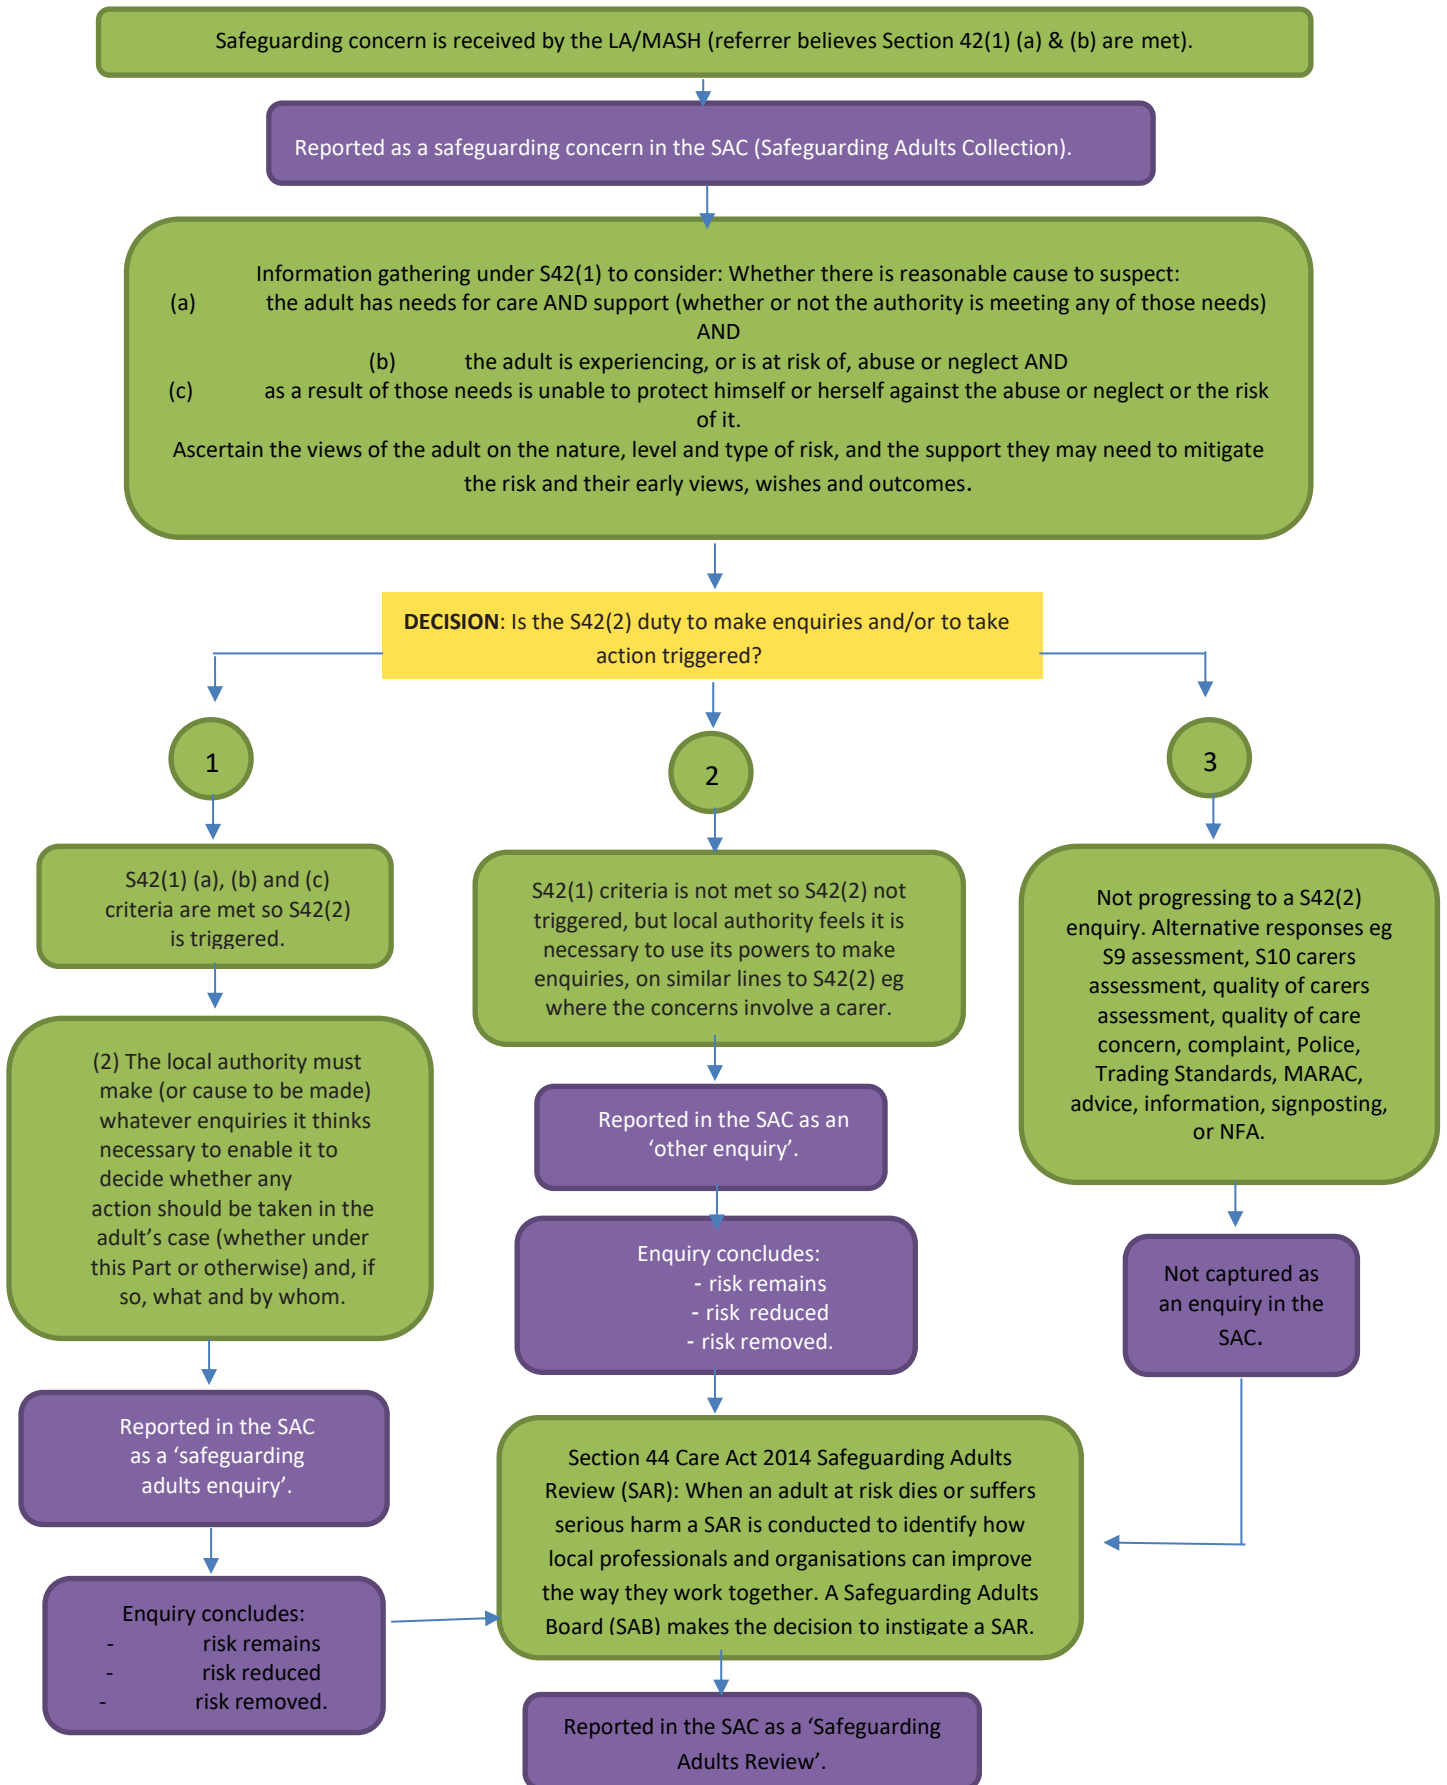 Safeguarding concern is received by the LA/MASH (referrer believes Section 42(1) (a) & (b) are met).
Reported as a safeguarding concern in the SAC (Safeguarding Adults Collection).
Information gathering under S42(1) to consider: Whether there is reasonable cause to suspect:
(a) the adult has needs for care AND support (whether or not the authority is meeting any of those needs)
AND
(b) the adult is experiencing, or is at risk of, abuse or neglect AND
(c) as a result of those needs is unable to protect himself or herself against the abuse or neglect or the risk
of it.
Ascertain the views of the adult on the nature, level and type of risk, and the support they may need to mitigate
the risk and their early views, wishes and outcomes.
DECISION: Is the S42(2) duty to make enquiries and/or to take
action triggered?
1
S42(1) (a), (b) and (c)
criteria are met so S42(2)
is triggered.
(2) The local authority must
make (or cause to be made)
whatever enquiries it thinks
necessary to enable it to
decide whether any
action should be taken in the
adult’s case (whether under
this Part or otherwise) and, if
so, what and by whom.
Reported in the SAC
as a ‘safeguarding
adults enquiry’.
Enquiry concludes:
- risk remains
- risk reduced
- risk removed.
2
S42(1) criteria is not met so S42(2) not
triggered, but local authority feels it is
necessary to use its powers to make
enquiries, on similar lines to S42(2) eg
where the concerns involve a carer.
Reported in the SAC as an
‘other enquiry’.
Enquiry concludes:
- risk remains
- risk reduced
- risk removed.
3
Not progressing to a S42(2)
enquiry. Alternative responses eg
S9 assessment, S10 carers
assessment, quality of carers
assessment, quality of care
concern, complaint, Police,
Trading Standards, MARAC,
advice, information, signposting,
or NFA.
Not captured as
an enquiry in the
SAC.
Section 44 Care Act 2014 Safeguarding Adults
Review (SAR): When an adult at risk dies or suffers
serious harm a SAR is conducted to identify how
local professionals and organisations can improve
the way they work together. A Safeguarding Adults
Board (SAB) makes the decision to instigate a SAR.
Reported in the SAC as a ‘Safeguarding
Adults Review’.